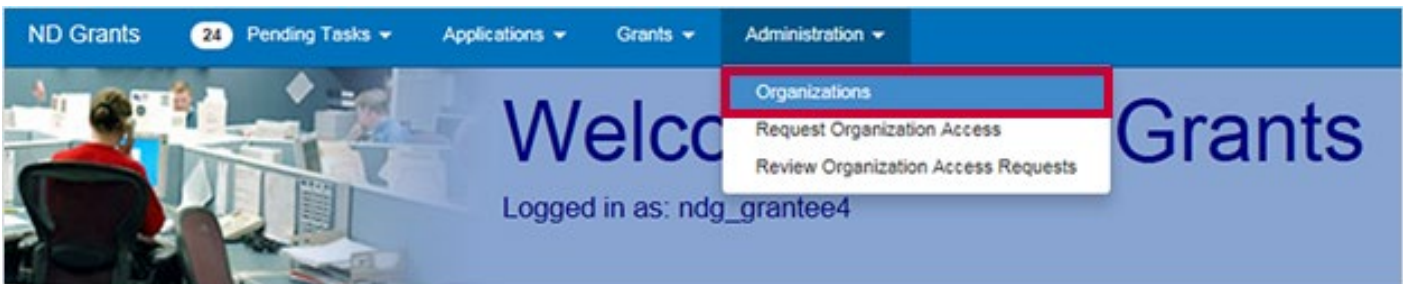 ND Grants 24 Pending Tasks Applications Grants Administration
Organizations
Request Organization Access
Review Organization Access Requests
Welco Grants
Logged in as: ndg_grantee4